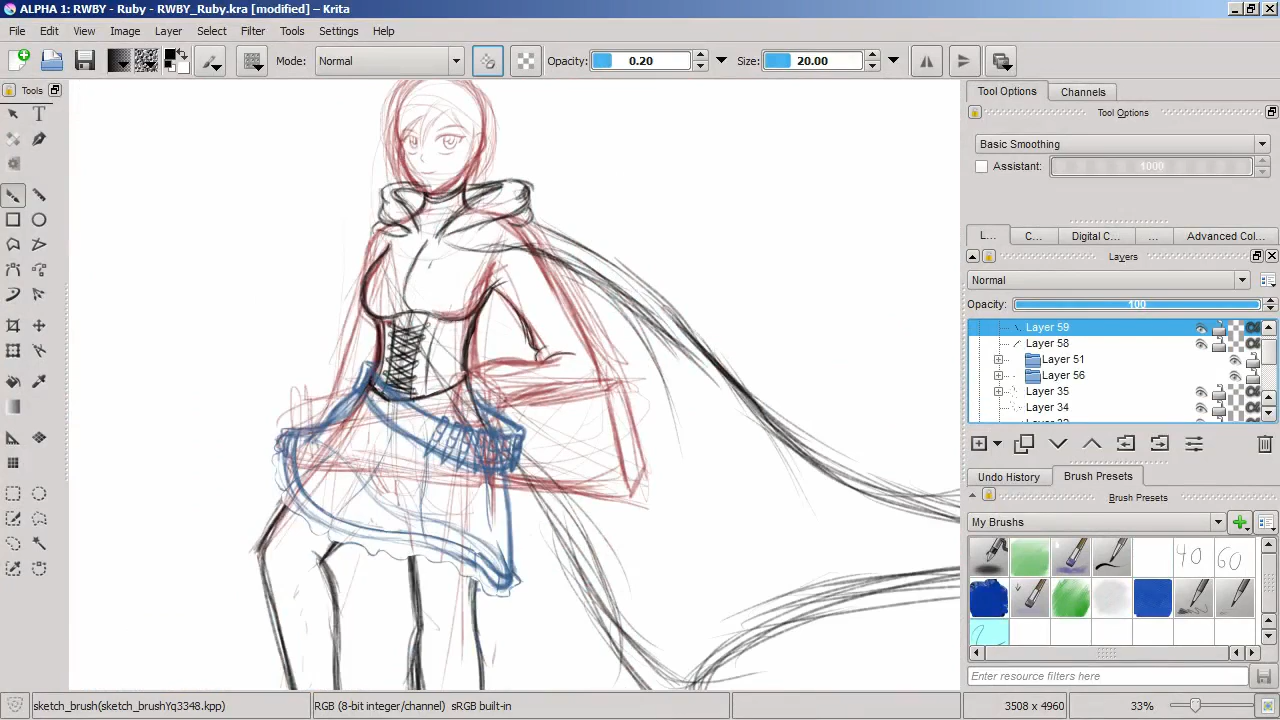 ALPHA 1: RWBY - Ruby - RWBY_Ruby.kra [modified] - Krita
File Edit View Image Layer Select Filter Tools Settings Help
Mode: Normal Opacity: 0.20 Size: 20.00
Tools
Tool Options Channels
Tool Options
Basic Smoothing
Assistant: 1000
L... C... Digital C... ... Advanced Col...
Layers
Normal
Opacity: 100
Layer 59
Layer 58
Layer 51
Layer 56
Layer 35
Layer 34
Undo History Brush Presets
Brush Presets
My Brushes
40 60
Enter resource filters here
sketch_brush(sketch_brushYq3348.kpp) RGB (8-bit integer/channel) sRGB built-in 3508 x 4960 33%